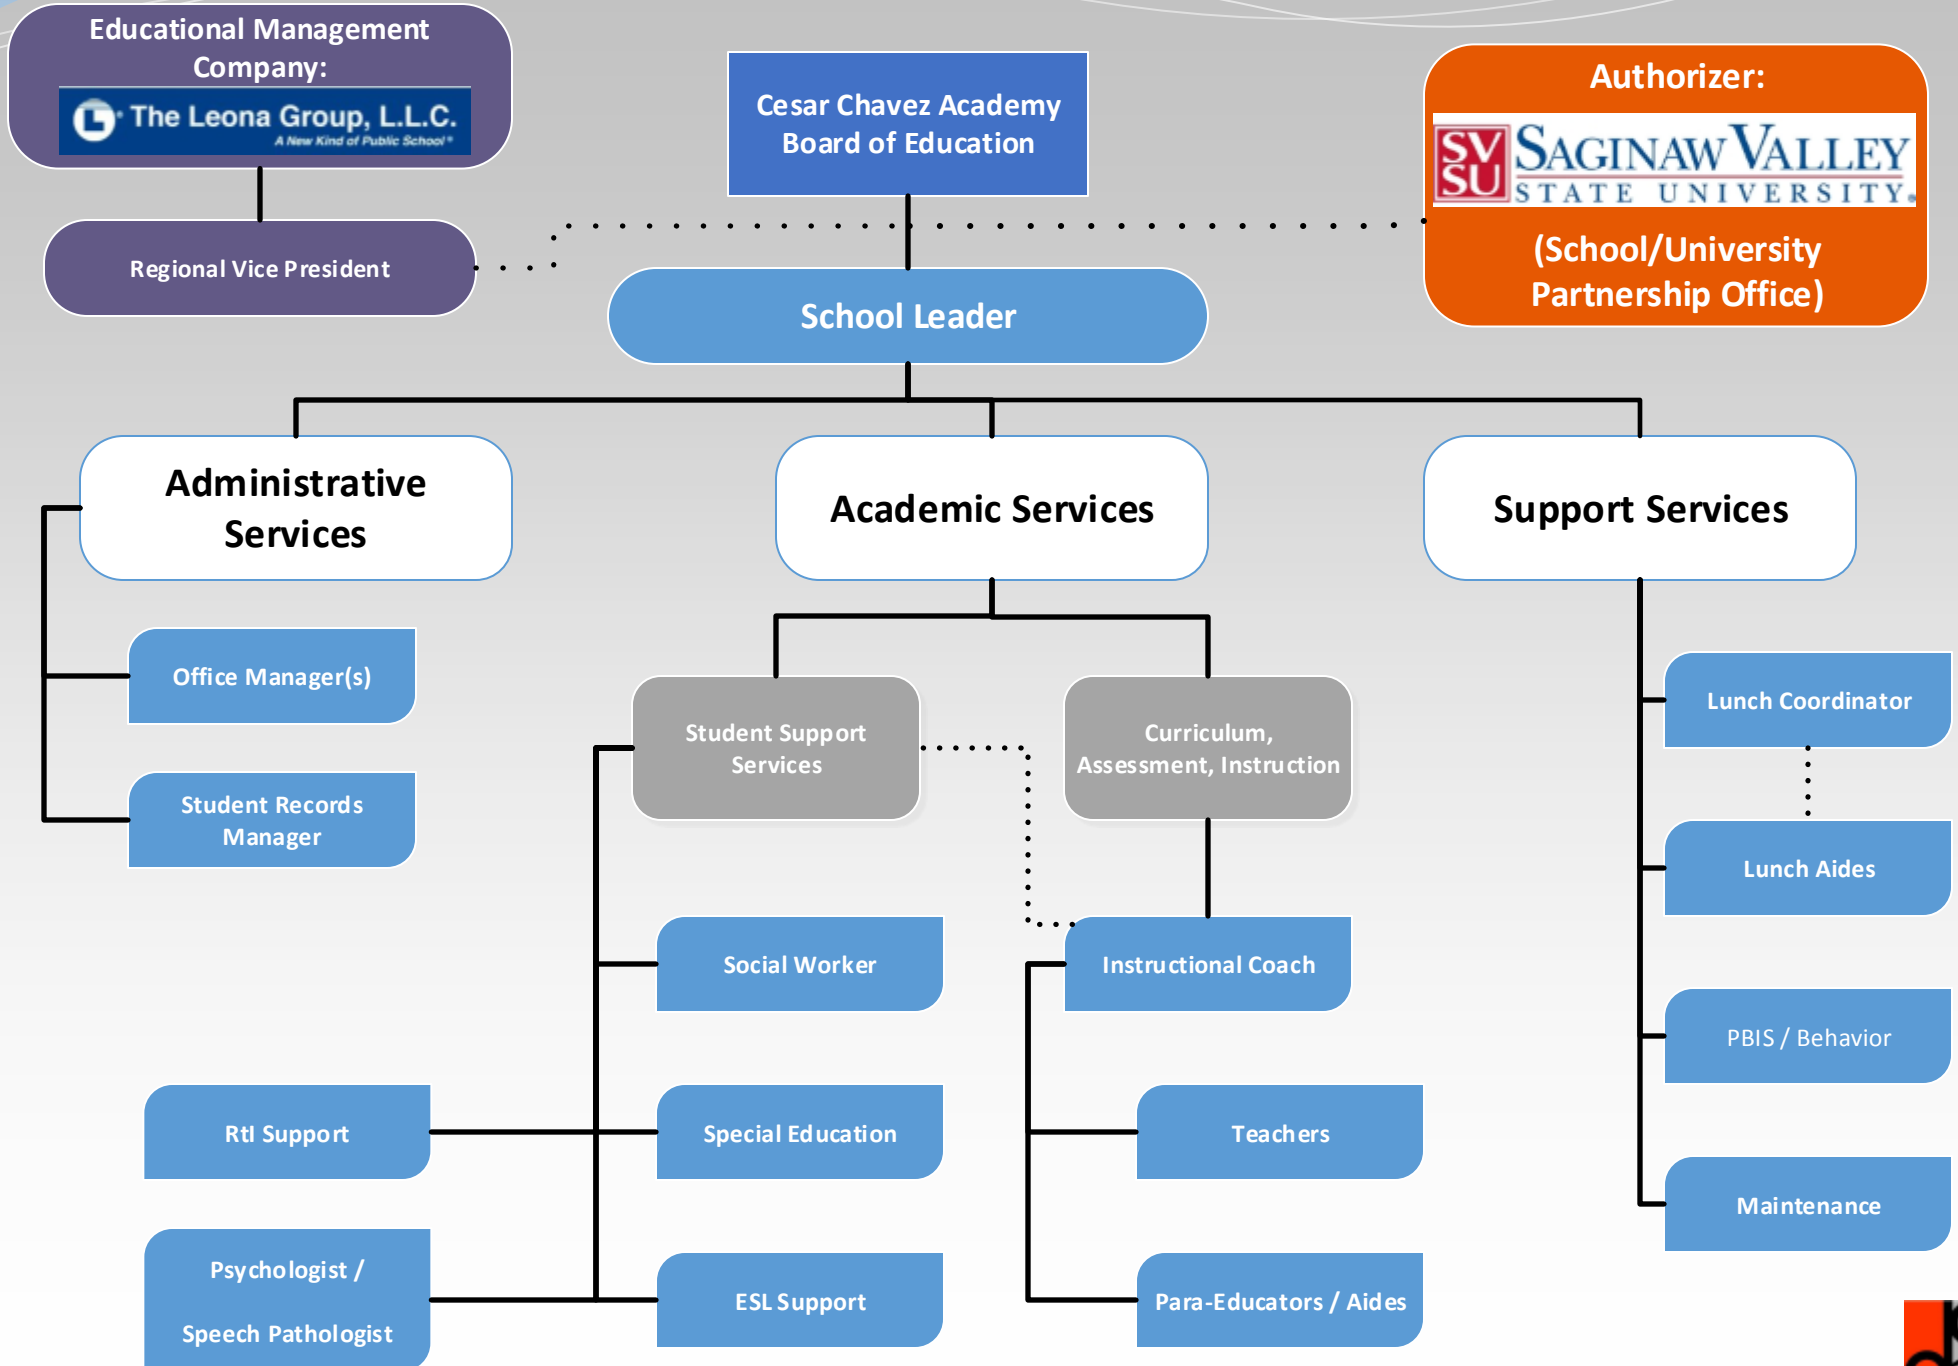 Educational Management
Company:
The Leona Group, L.L.C.
A New Kind of Public School®
Cesar Chavez Academy
Board of Education
Authorizer:
SV
SU
SAGINAW VALLEY
STATE UNIVERSITY®
(School/University
Partnership Office)
Regional Vice President
School Leader
Administrative
Services
Academic Services
Support Services
Office Manager(s)
Student Records
Manager
Student Support
Services
Curriculum,
Assessment, Instruction
Lunch Coordinator
Lunch Aides
Social Worker
Instructional Coach
PBIS / Behavior
RtI Support
Special Education
Teachers
Maintenance
Psychologist /
Speech Pathologist
ESL Support
Para-Educators / Aides